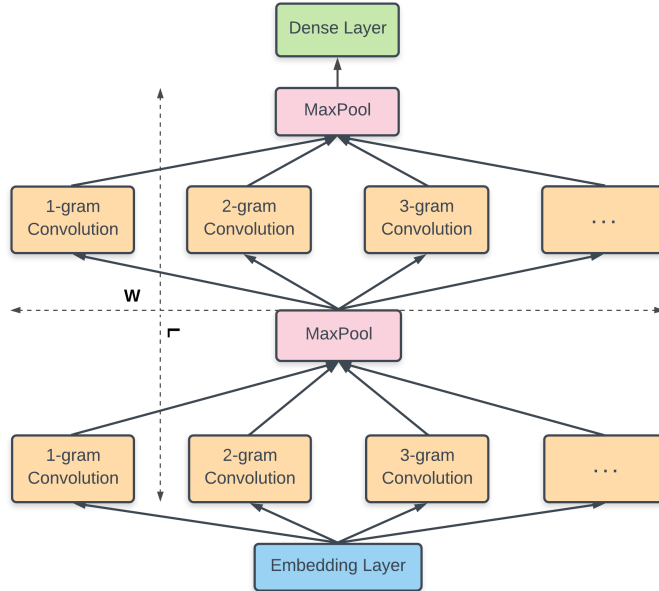 Dense Layer
MaxPool
1-gram
Convolution
2-gram
Convolution
3-gram
Convolution
...
W
L
MaxPool
1-gram
Convolution
2-gram
Convolution
3-gram
Convolution
...
Embedding Layer